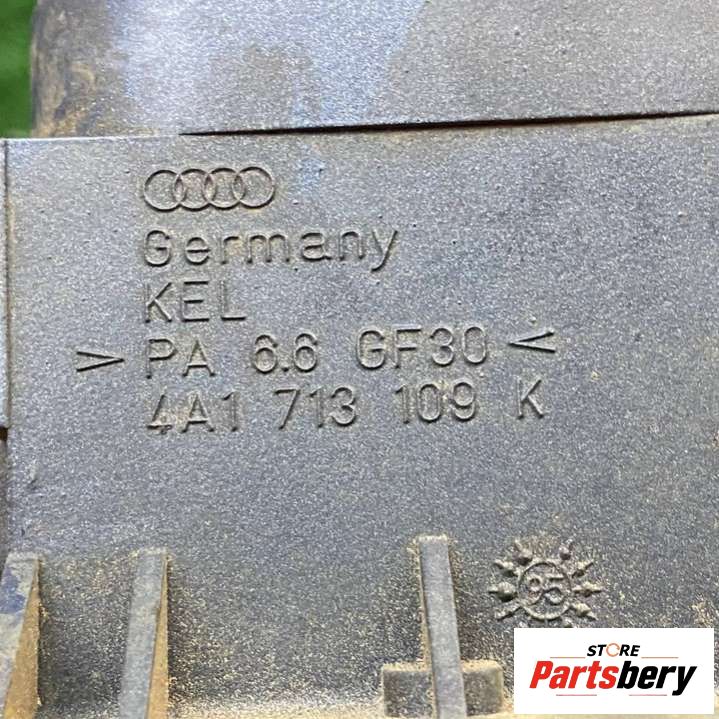 Germany
KEL
> PA 6.6 GF30 <
4A1 713 109 K
95
STORE
Partsbery